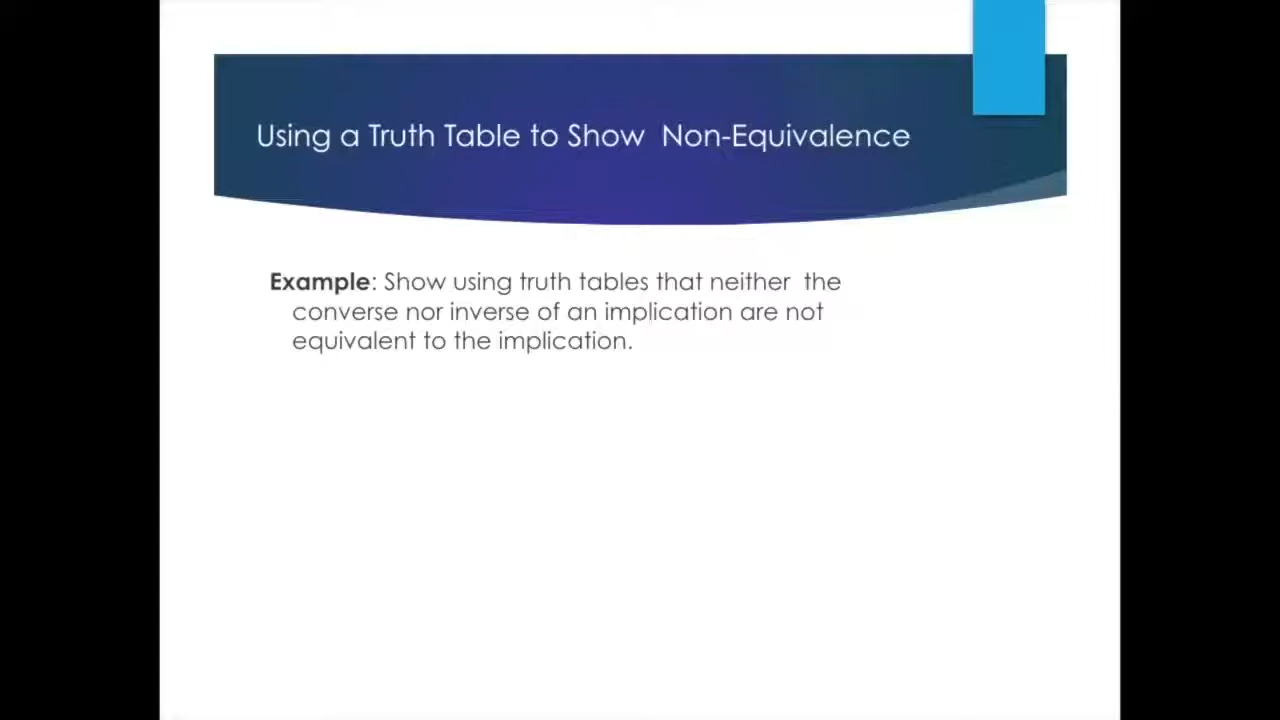 Using a Truth Table to Show  Non-Equivalence
Example: Show using truth tables that neither  the
converse nor inverse of an implication are not
equivalent to the implication.